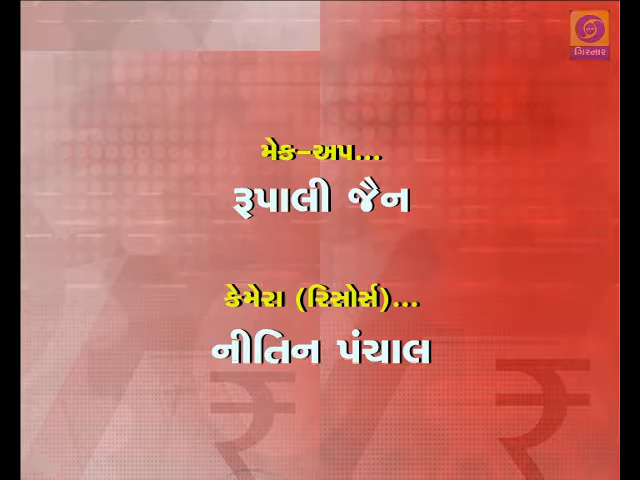 ગિરનાર
મેક-અપ...
રૂપાલી જૈન
કેમેરા (રિસોર્સ)...
નીતિન પંચાલ